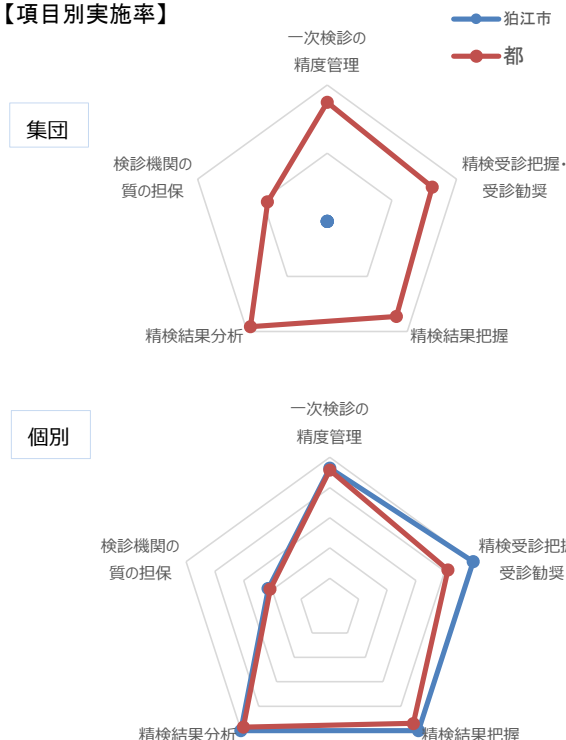 【項目別実施率】
狛江市
都
集団
一次検診の
精度管理
検診機関の
質の担保
精検受診把握・
受診勧奨
精検結果分析
精検結果把握
個別
一次検診の
精度管理
検診機関の
質の担保
精検受診把握
受診勧奨
精検結果分析
精検結果把握